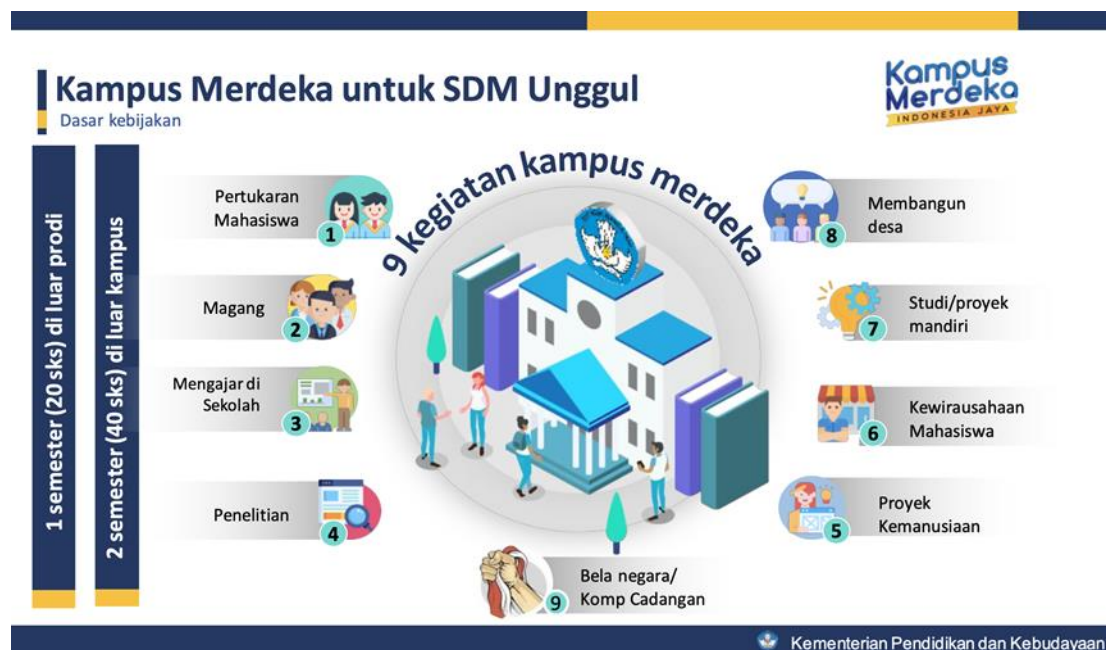 Kampus Merdeka untuk SDM Unggul
Dasar kebijakan
Kampus
Merdeka
INDONESIA JAYA
1 semester (20 sks) di luar prodi
2 semester (40 sks) di luar kampus
9 kegiatan kampus merdeka
Pertukaran
Mahasiswa
1
Magang
2
Mengajar di
Sekolah
3
Penelitian
4
Proyek
Kemanusiaan
5
Kewirausahaan
Mahasiswa
6
Studi/proyek
mandiri
7
Membangun
desa
8
Bela negara/
Komp Cadangan
9
Kementerian Pendidikan dan Kebudayaan